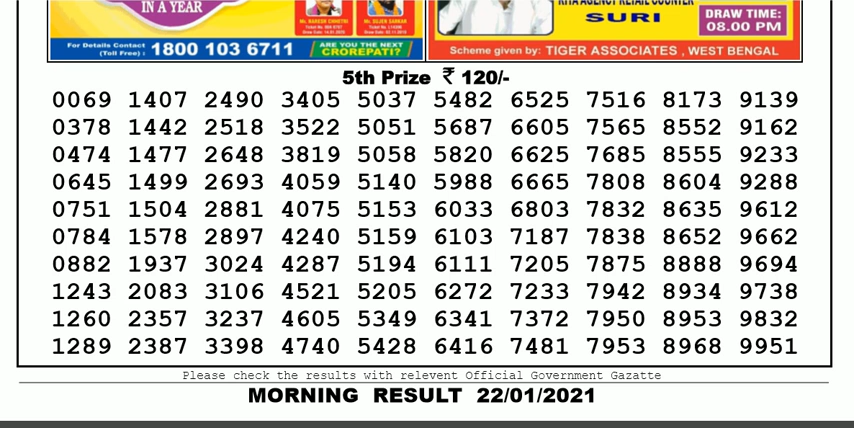 IN A YEAR
Mr. HARESH CHHETRI
Mr. SUJEN SARKAR
For Details Contact
(Toll Free) : 1800 103 6711
ARE YOU THE NEXT
CROREPATI?
SURI
DRAW TIME:
08.00 PM
Scheme given by: TIGER ASSOCIATES , WEST BENGAL
5th Prize ₹ 120/-
0069 1407 2490 3405 5037 5482 6525 7516 8173 9139
0378 1442 2518 3522 5051 5687 6605 7565 8552 9162
0474 1477 2648 3819 5058 5820 6625 7685 8555 9233
0645 1499 2693 4059 5140 5988 6665 7808 8604 9288
0751 1504 2881 4075 5153 6033 6803 7832 8635 9612
0784 1578 2897 4240 5159 6103 7187 7838 8652 9662
0882 1937 3024 4287 5194 6111 7205 7875 8888 9694
1243 2083 3106 4521 5205 6272 7233 7942 8934 9738
1260 2357 3237 4605 5349 6341 7372 7950 8953 9832
1289 2387 3398 4740 5428 6416 7481 7953 8968 9951
Please check the results with relevent Official Government Gazatte
MORNING RESULT 22/01/2021